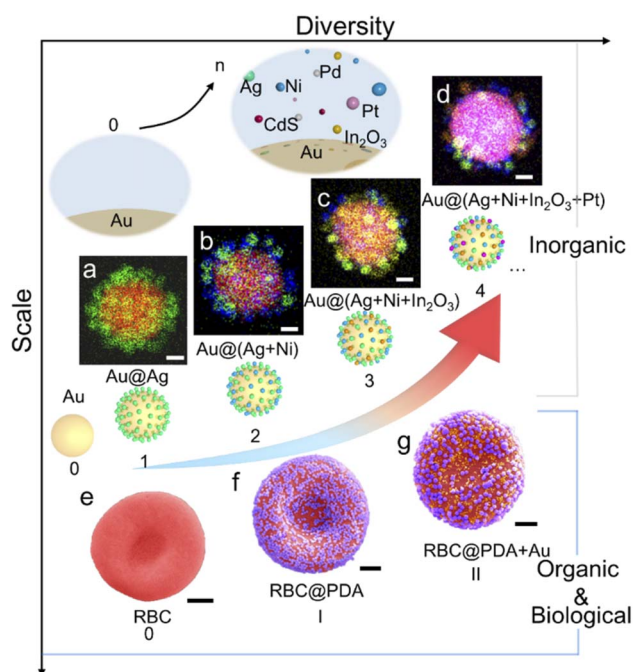 Diversity
Scale
n
0
Au
Ag
Ni
Pd
Pt
CdS
In₂O₃
Au
d
Au@(Ag+Ni+In₂O₃+Pt)
4
...
Inorganic
c
Au@(Ag+Ni+In₂O₃)
3
b
Au@(Ag+Ni)
2
a
Au@Ag
1
Au
0
e
RBC
0
f
RBC@PDA
I
g
RBC@PDA+Au
II
Organic
&
Biological